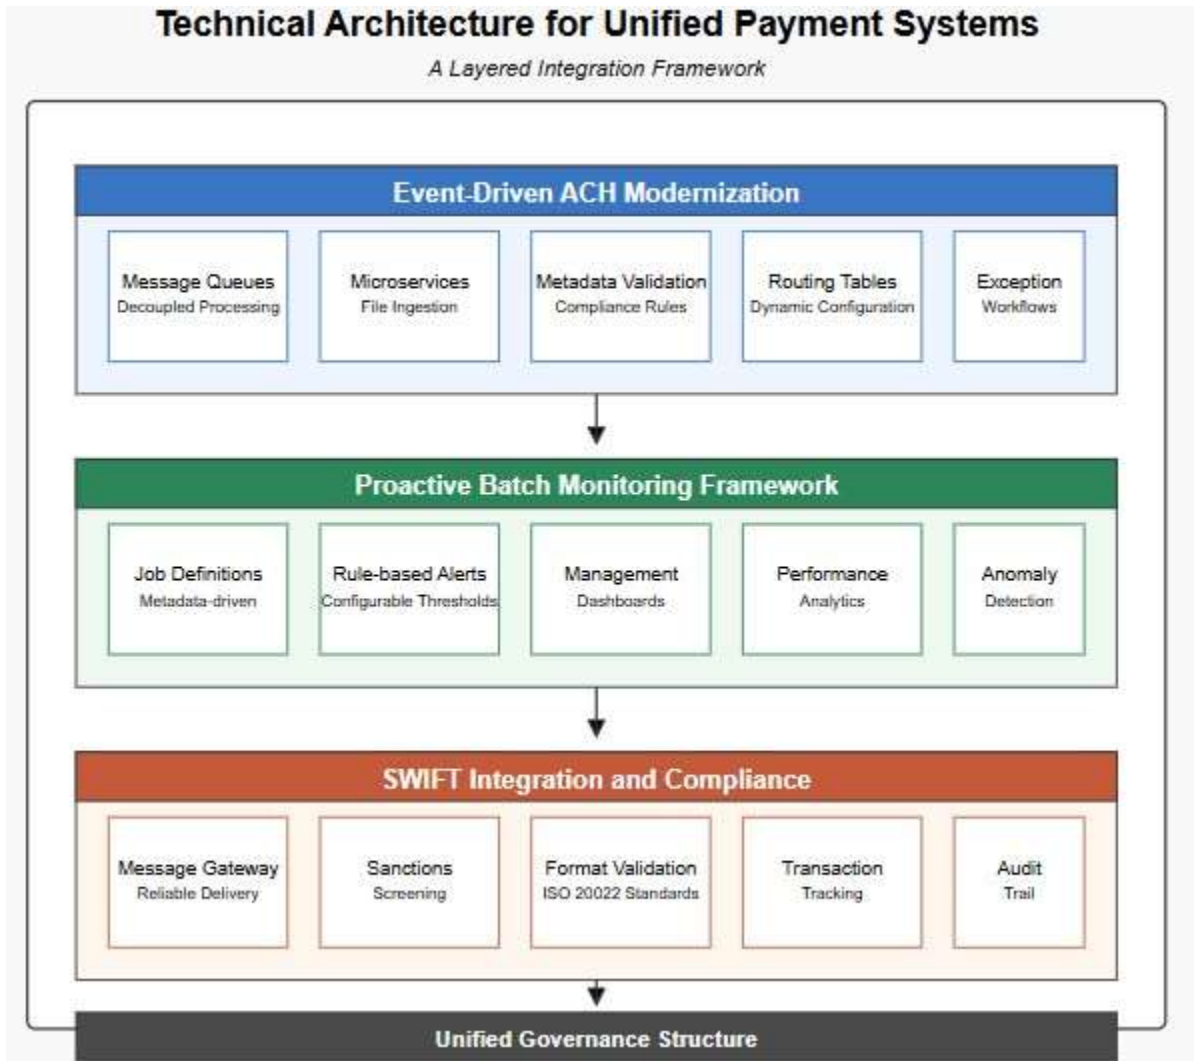 Technical Architecture for Unified Payment Systems
A Layered Integration Framework
Event-Driven ACH Modernization
Message Queues
Decoupled Processing
Microservices
File Ingestion
Metadata Validation
Compliance Rules
Routing Tables
Dynamic Configuration
Exception
Workflows
Proactive Batch Monitoring Framework
Job Definitions
Metadata-driven
Rule-based Alerts
Configurable Thresholds
Management
Dashboards
Performance
Analytics
Anomaly
Detection
SWIFT Integration and Compliance
Message Gateway
Reliable Delivery
Sanctions
Screening
Format Validation
ISO 20022 Standards
Transaction
Tracking
Audit
Trail
Unified Governance Structure